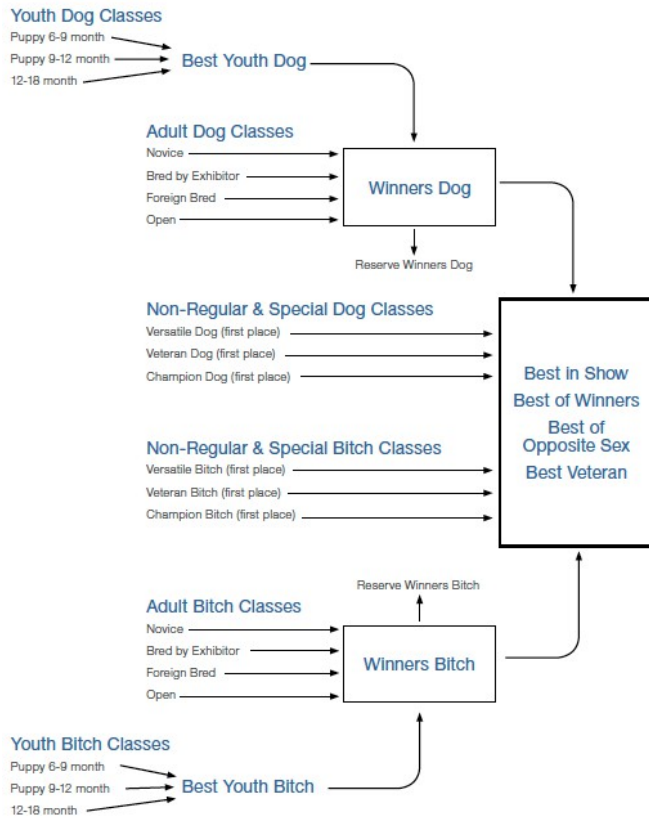 Youth Dog Classes
Puppy 6-9 month
Puppy 9-12 month
12-18 month
Best Youth Dog
Adult Dog Classes
Novice
Bred by Exhibitor
Foreign Bred
Open
Winners Dog
Reserve Winners Dog
Non-Regular & Special Dog Classes
Versatile Dog (first place)
Veteran Dog (first place)
Champion Dog (first place)
Best in Show
Best of Winners
Best of
Opposite Sex
Best Veteran
Non-Regular & Special Bitch Classes
Versatile Bitch (first place)
Veteran Bitch (first place)
Champion Bitch (first place)
Reserve Winners Bitch
Adult Bitch Classes
Novice
Bred by Exhibitor
Foreign Bred
Open
Winners Bitch
Youth Bitch Classes
Puppy 6-9 month
Puppy 9-12 month
12-18 month
Best Youth Bitch